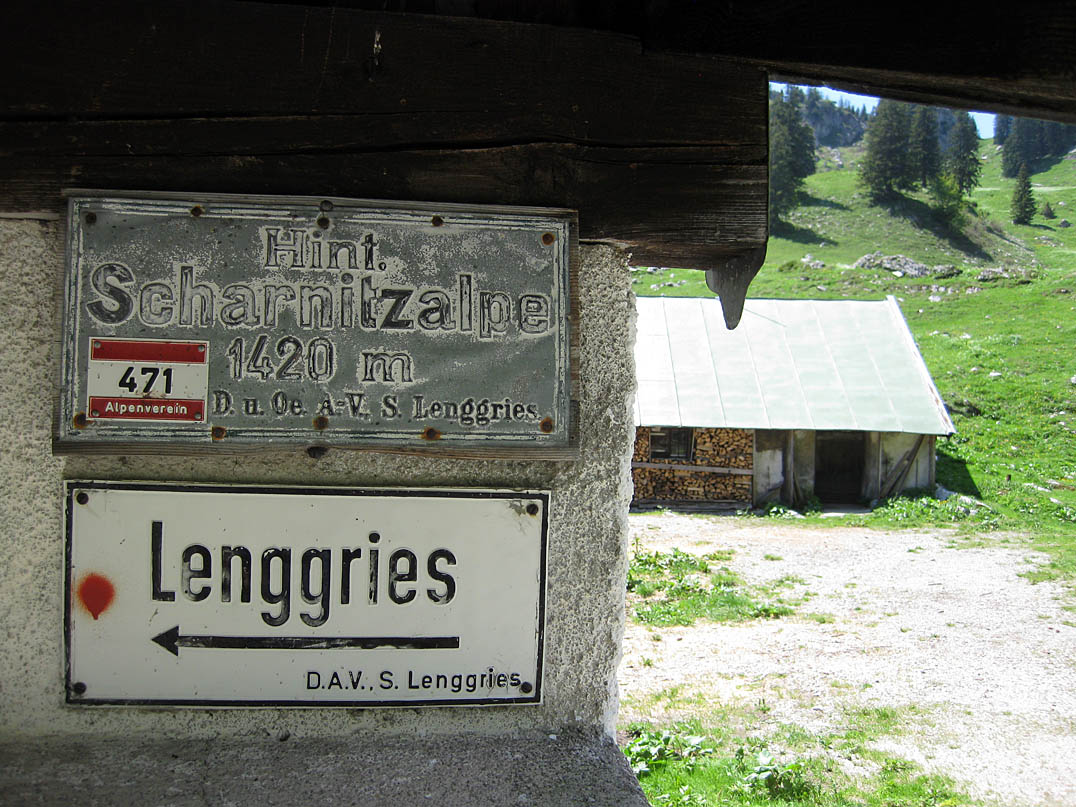 Hint.
Scharnitzalpe
1420 m
471
Alpenverein
D. u. Oe. A-V. S. Lenggries.
Lenggries
D.A.V., S. Lenggries